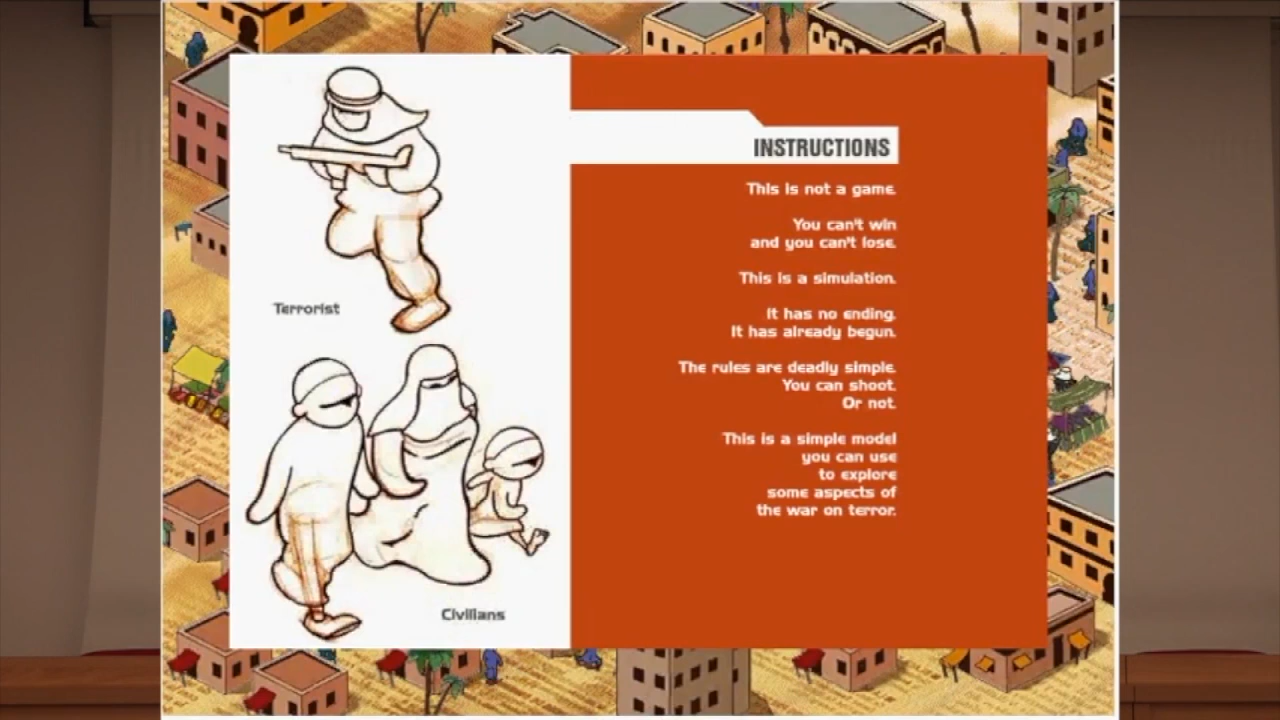 Terrorist
Civilians
INSTRUCTIONS
This is not a game.
You can't win
and you can't lose.
This is a simulation.
It has no ending.
It has already begun.
The rules are deadly simple.
You can shoot.
Or not.
This is a simple model
you can use
to explore
some aspects of
the war on terror.